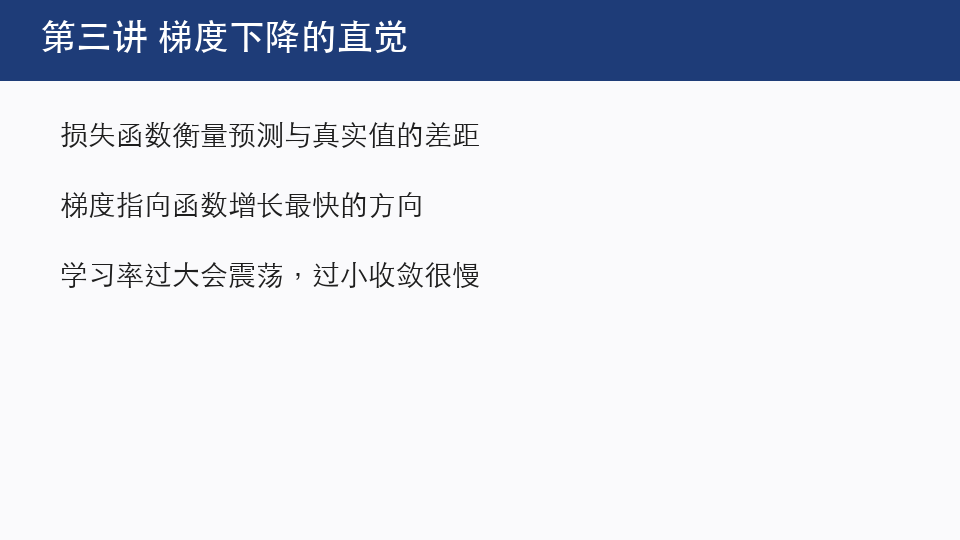 第三讲 梯度下降的直觉
损失函数衡量预测与真实值的差距
梯度指向函数增长最快的方向
学习率过大会震荡，过小收敛很慢